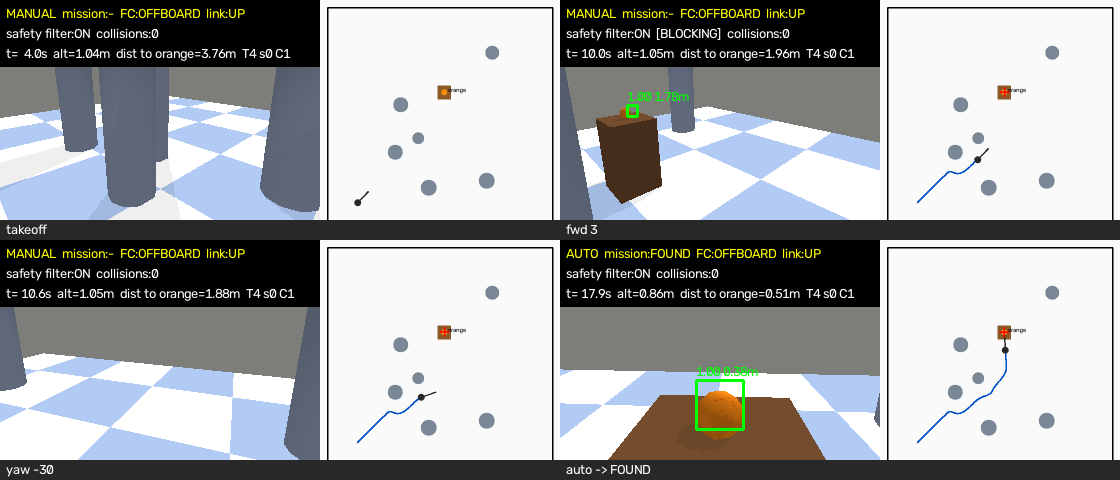 MANUAL mission:- FC:OFFBOARD link:UP
safety filter:ON collisions:0
t= 4.0s alt=1.04m dist to orange=3.76m T4 s0 C1
orange
takeoff
MANUAL mission:- FC:OFFBOARD link:UP
safety filter:ON [BLOCKING] collisions:0
t= 10.0s alt=1.05m dist to orange=1.96m T4 s0 C1
1.00 1.78m
orange
fwd 3
MANUAL mission:- FC:OFFBOARD link:UP
safety filter:ON collisions:0
t= 10.6s alt=1.05m dist to orange=1.88m T4 s0 C1
orange
yaw -30
AUTO mission:FOUND FC:OFFBOARD link:UP
safety filter:ON collisions:0
t= 17.9s alt=0.86m dist to orange=0.51m T4 s0 C1
1.00 0.38m
orange
auto -> FOUND